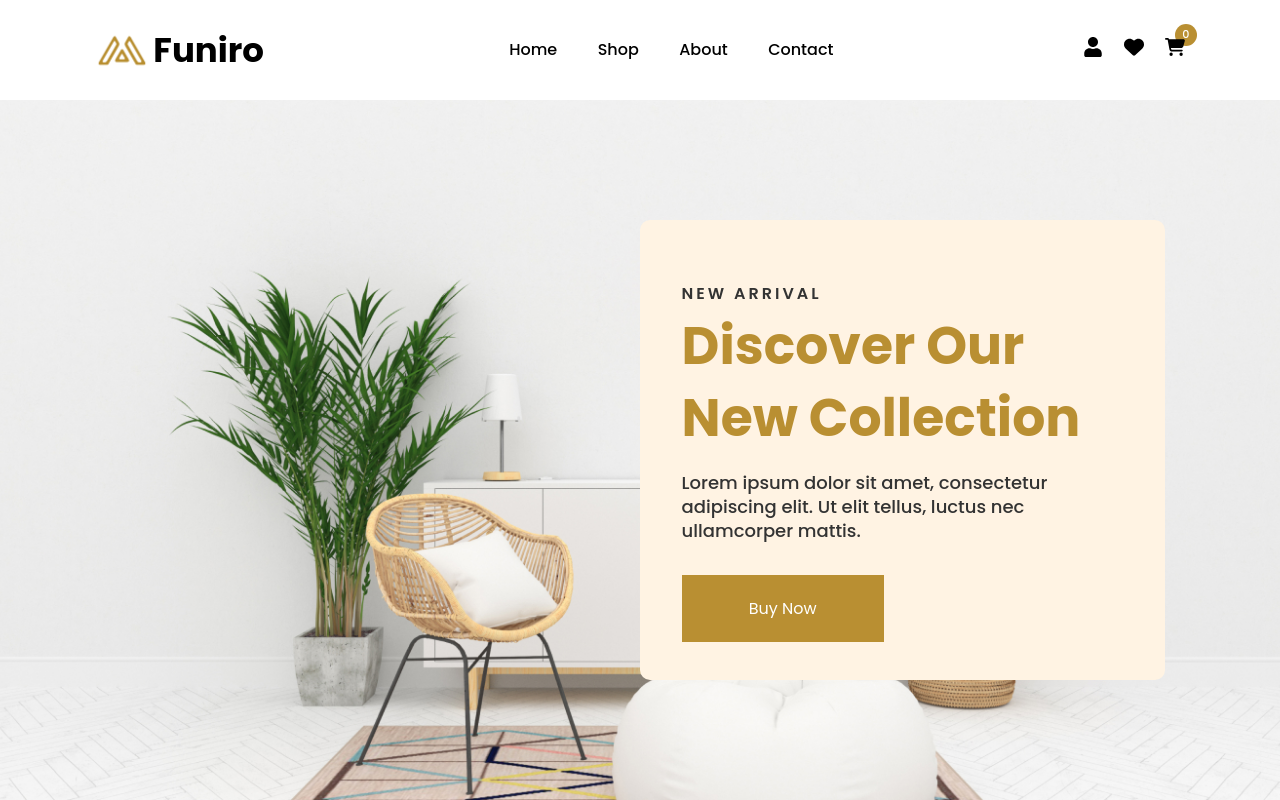 Funiro
Home
Shop
About
Contact
0
NEW ARRIVAL
Discover Our
New Collection
Lorem ipsum dolor sit amet, consectetur
adipiscing elit. Ut elit tellus, luctus nec
ullamcorper mattis.
Buy Now